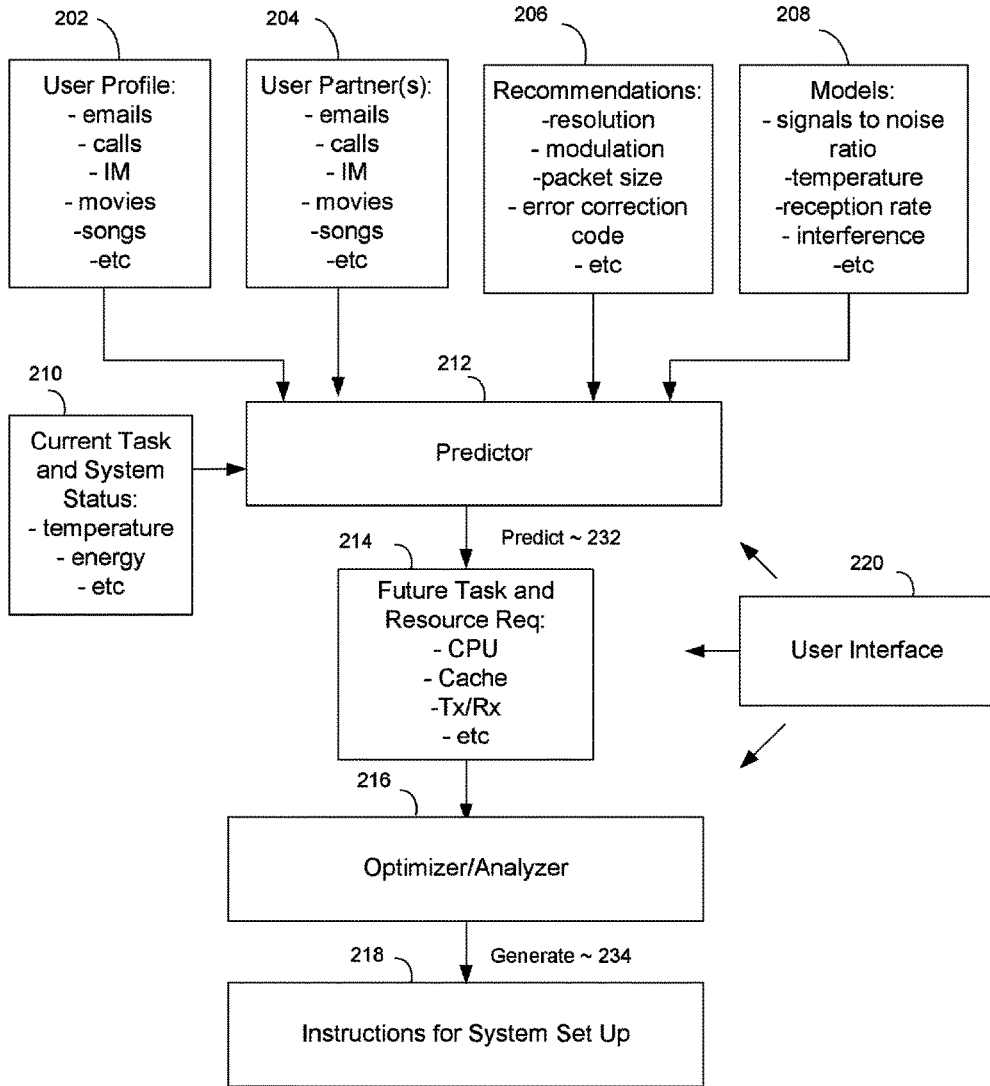 202
204
206
208
User Profile:
- emails
- calls
- IM
- movies
-songs
-etc
User Partner(s):
- emails
- calls
- IM
- movies
-songs
-etc
Recommendations:
-resolution
- modulation
-packet size
- error correction
code
- etc
Models:
- signals to noise
ratio
-temperature
-reception rate
- interference
-etc
210
212
Current Task
and System
Status:
- temperature
- energy
- etc
Predictor
Predict ~ 232
214
Future Task and
Resource Req:
- CPU
- Cache
-Tx/Rx
- etc
220
User Interface
216
Optimizer/Analyzer
Generate ~ 234
218
Instructions for System Set Up